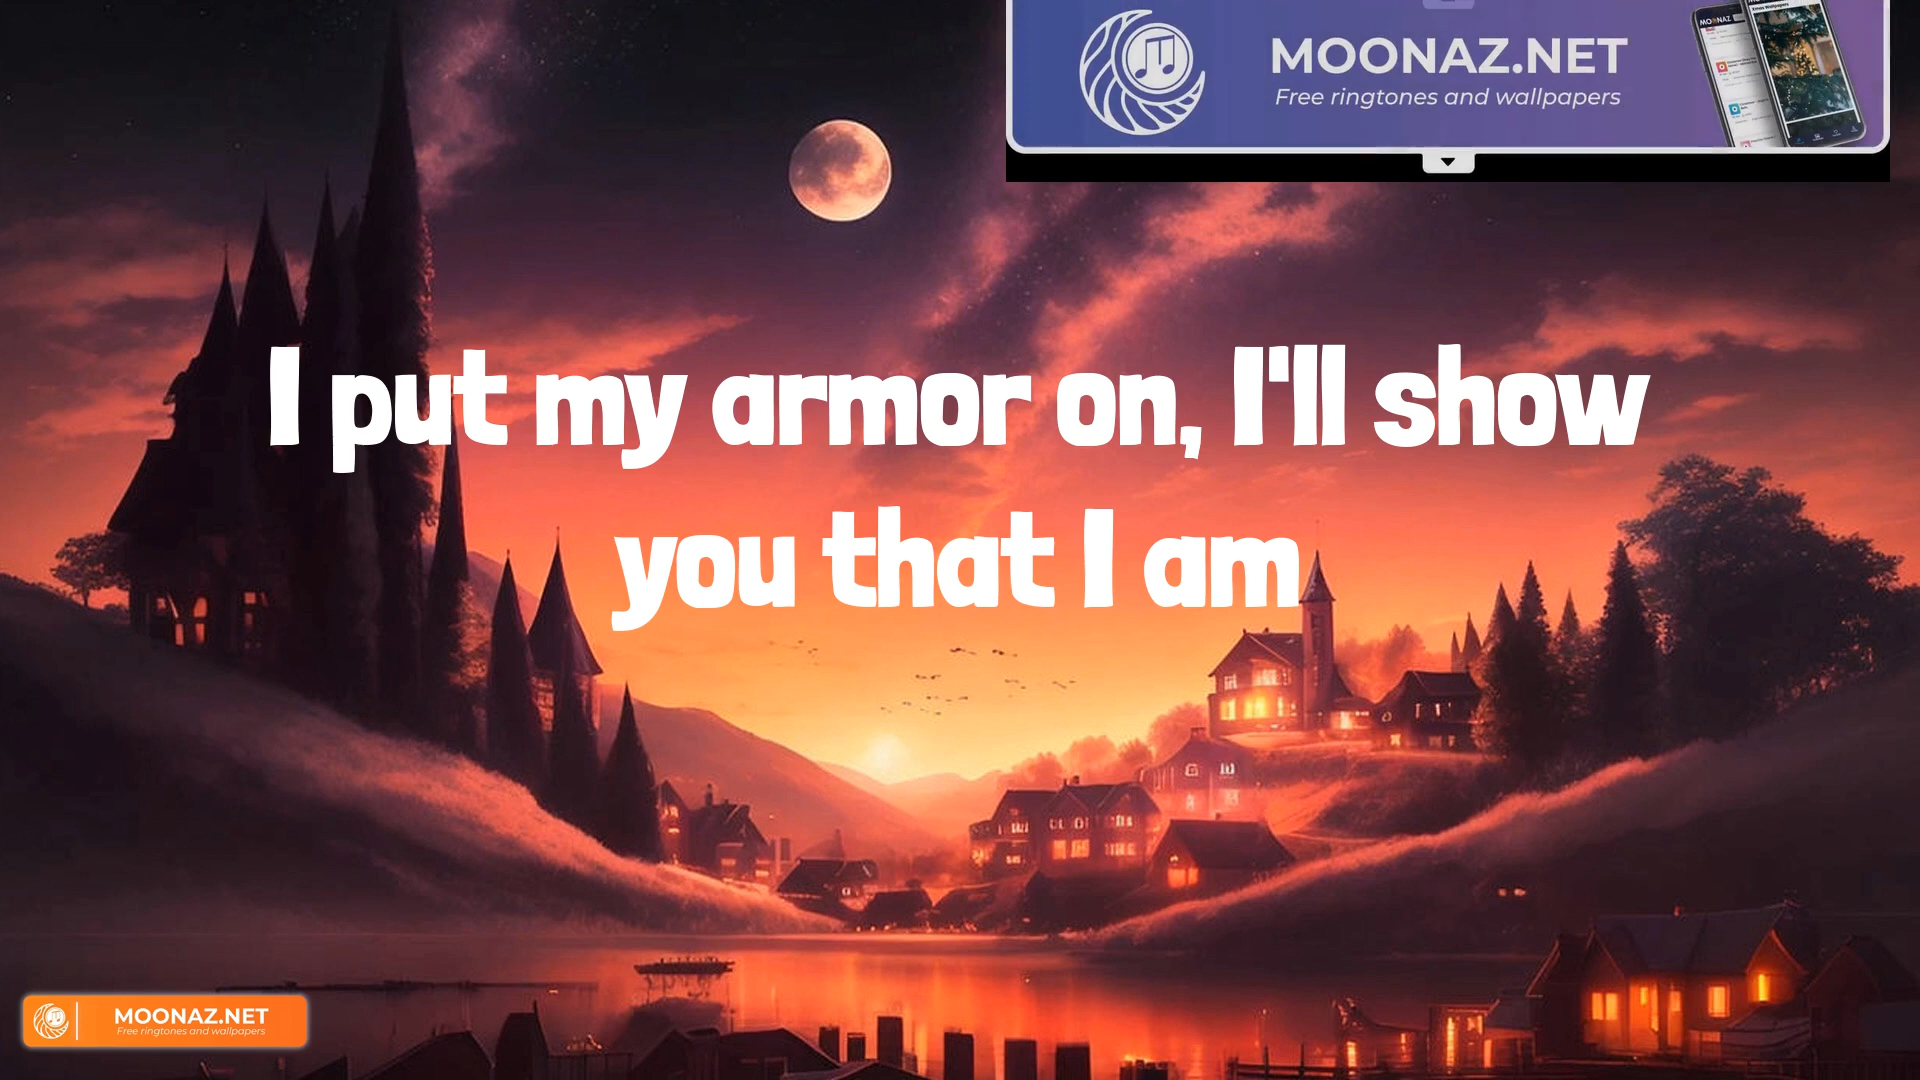 MOONAZ.NET
Free ringtones and wallpapers
I put my armor on, I'll show
you that I am
MOONAZ.NET
Free ringtones and wallpapers